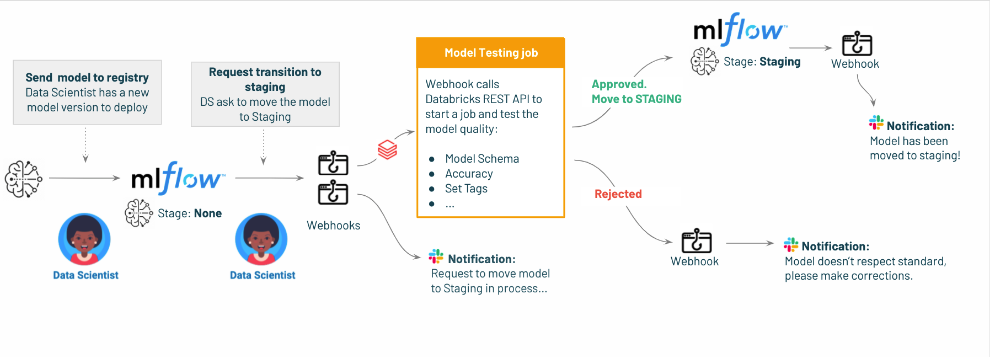 Send model to registry
Data Scientist has a new
model version to deploy
Request transition to
staging
DS ask to move the model
to Staging
mlflow™
Stage: None
Data Scientist
Data Scientist
Webhooks
Model Testing job
Webhook calls
Databricks REST API to
start a job and test the
model quality:
● Model Schema
● Accuracy
● Set Tags
● ...
Notification:
Request to move model
to Staging in process...
Approved.
Move to STAGING
mlflow™
Stage: Staging
Webhook
Notification:
Model has been
moved to staging!
Rejected
Webhook
Notification:
Model doesn't respect standard,
please make corrections.